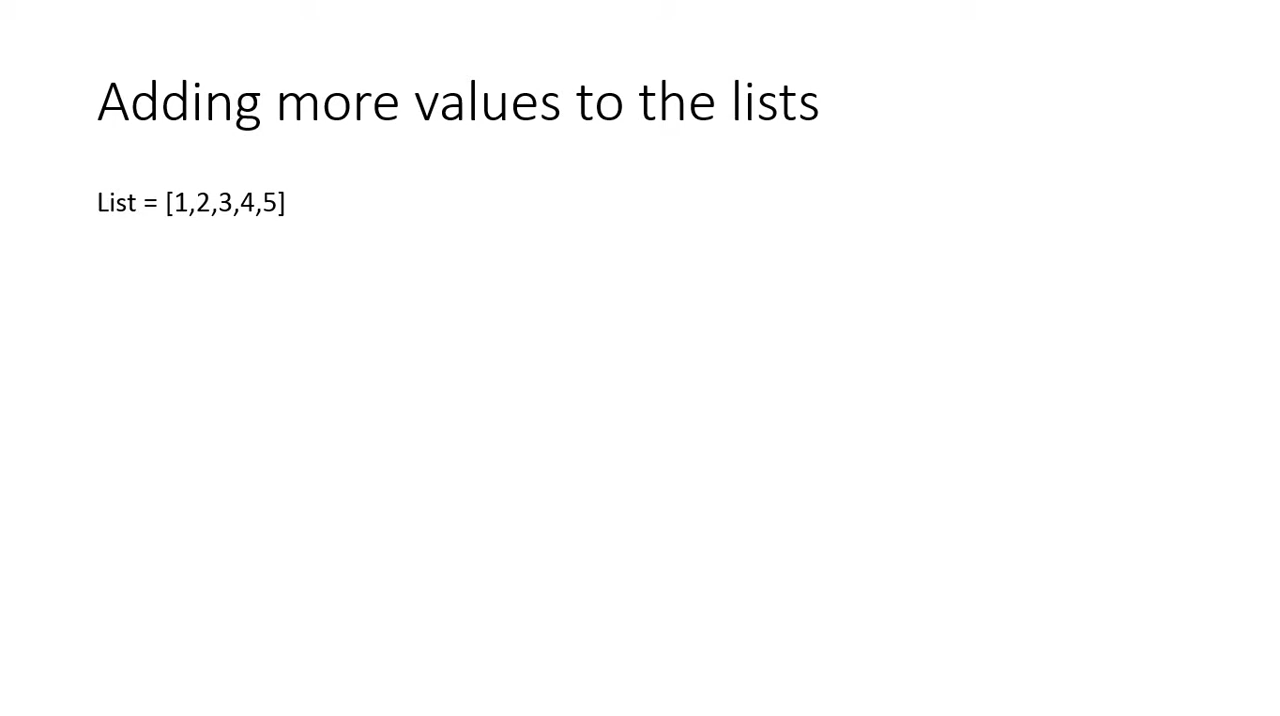 Adding more values to the lists
List = [1,2,3,4,5]